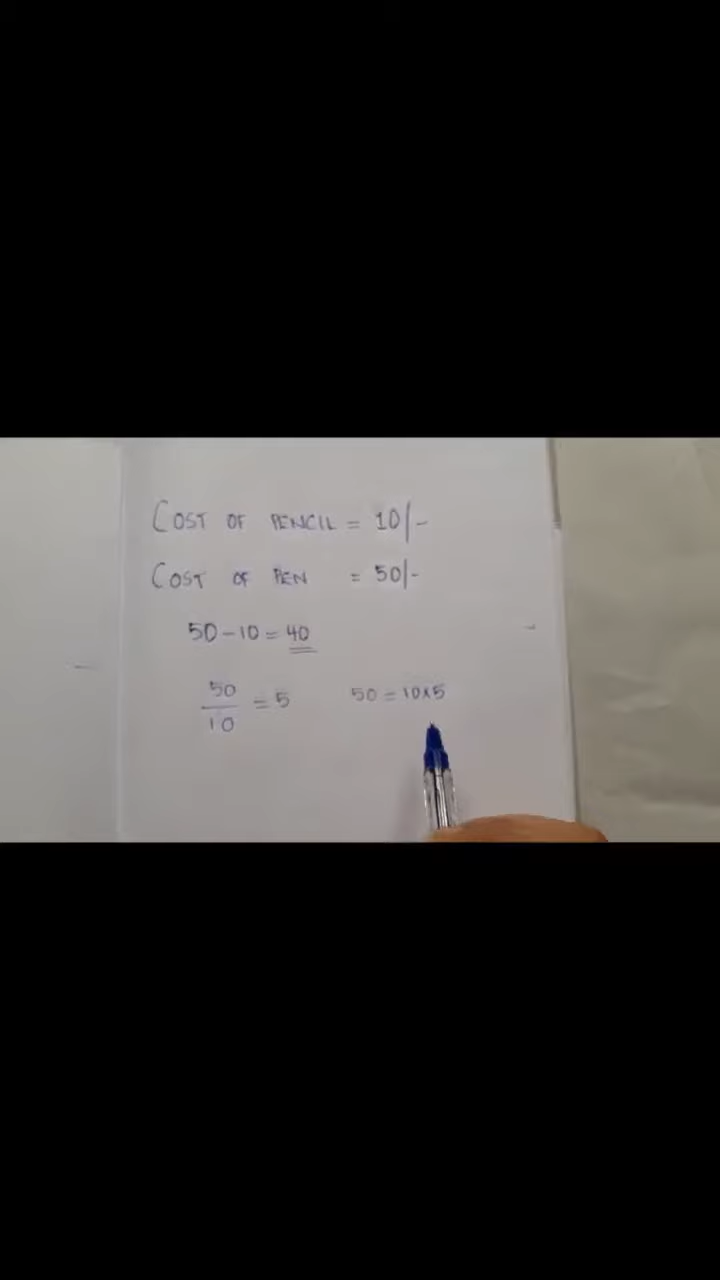 COST OF PENCIL = 10/-
COST OF PEN = 50/-
50 - 10 = 40
50/10 = 5 50 = 10x5